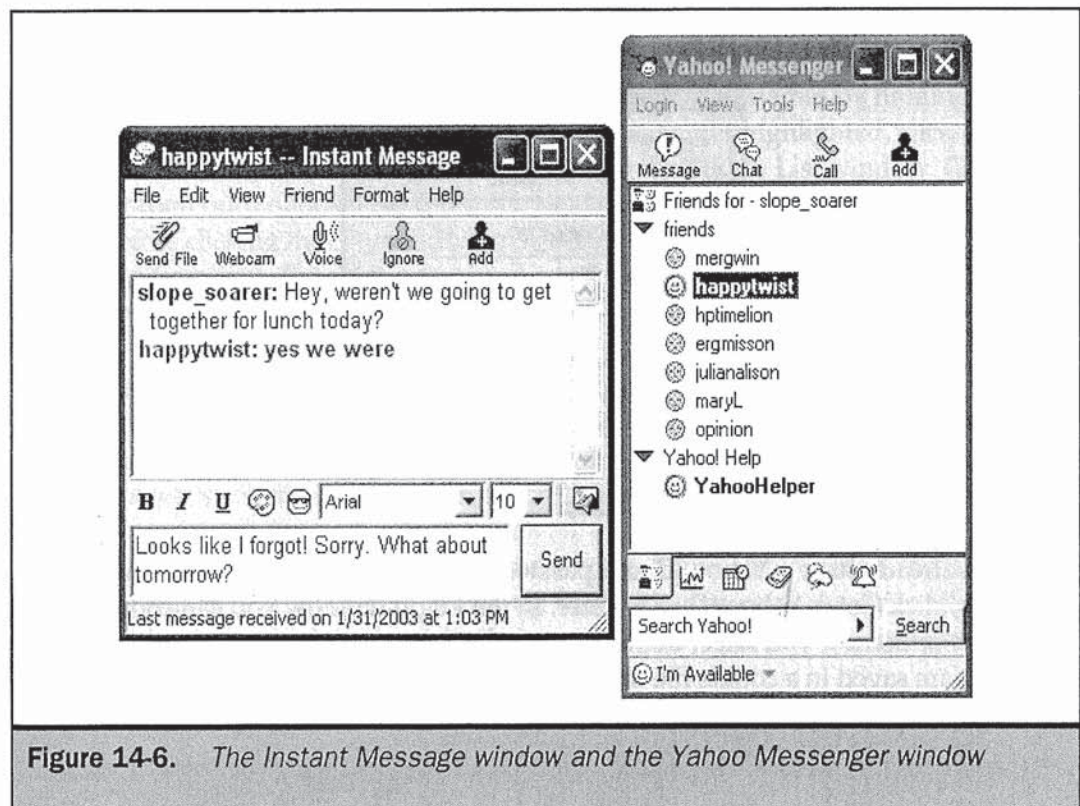 happytwist -- Instant Message
File Edit View Friend Format Help
Send File Webcam Voice Ignore Add
slope_soarer: Hey, weren't we going to get
together for lunch today?
happytwist: yes we were
B I U Arial 10
Looks like I forgot! Sorry. What about
tomorrow?
Send
Last message received on 1/31/2003 at 1:03 PM
Yahoo! Messenger
Login View Tools Help
Message Chat Call Add
Friends for - slope_soarer
friends
mergwin
happytwist
hptimelion
ergmisson
julianalison
maryL
opinion
Yahoo! Help
YahooHelper
Search Yahoo! Search
I'm Available
Figure 14-6. The Instant Message window and the Yahoo Messenger window